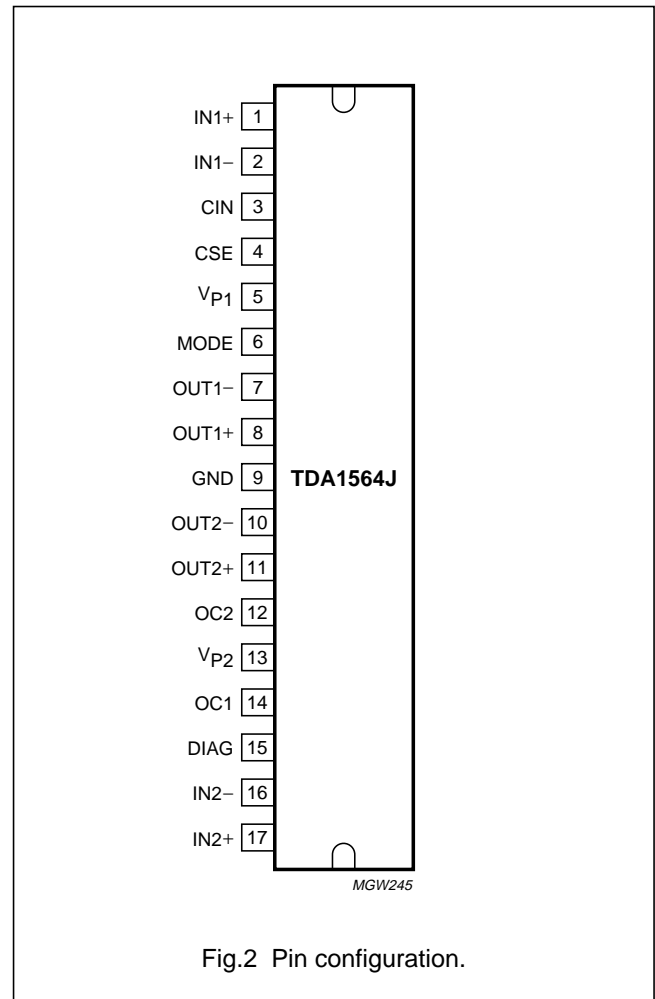 IN1+ 1
IN1− 2
CIN 3
CSE 4
VP1 5
MODE 6
OUT1− 7
OUT1+ 8
GND 9 TDA1564J
OUT2− 10
OUT2+ 11
OC2 12
VP2 13
OC1 14
DIAG 15
IN2− 16
IN2+ 17
MGW245
Fig.2 Pin configuration.